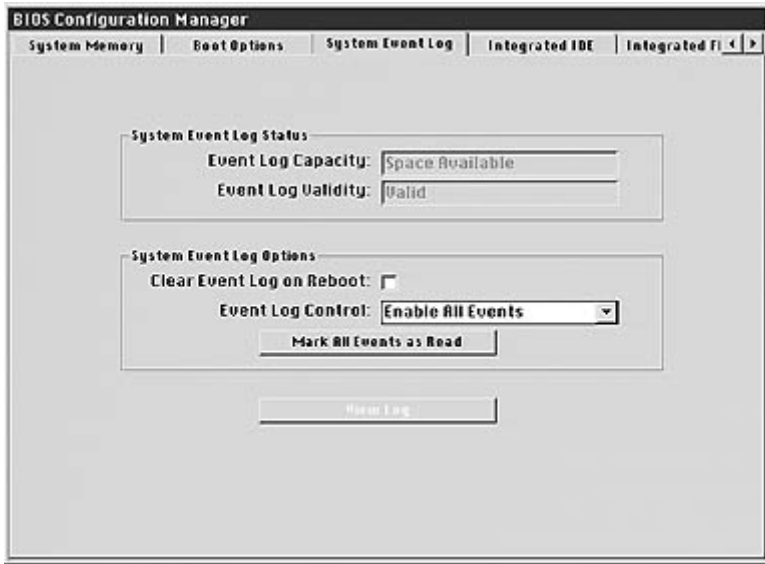 BIOS Configuration Manager
System Memory Boot Options System Event Log Integrated IDE Integrated Fl
System Event Log Status
Event Log Capacity: Space Available
Event Log Validity: Valid
System Event Log Options
Clear Event Log on Reboot:
Event Log Control: Enable All Events
Mark All Events as Read
View Log